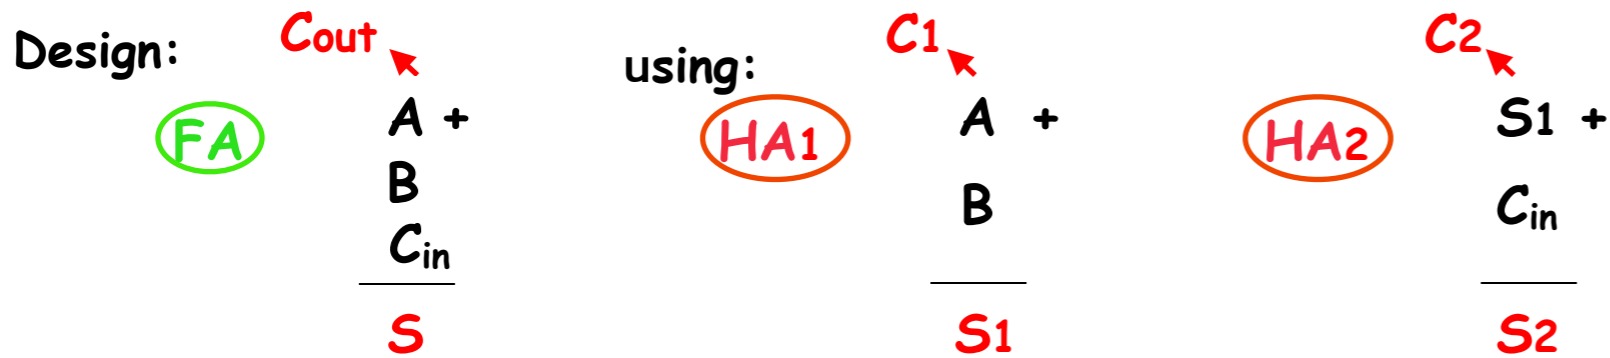 Design:
FA
Cout
A +
B
Cin
S
using:
HA1
C1
A +
B
S1
HA2
C2
S1 +
Cin
S2